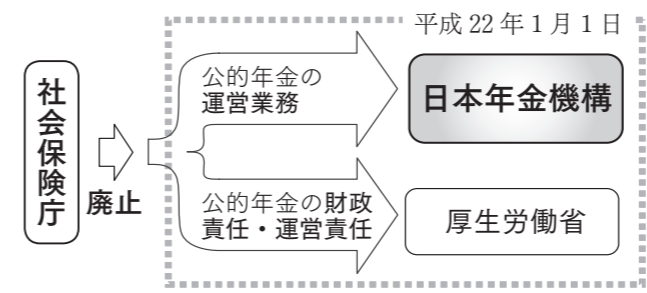 平成22年1月1日
社会保険庁
廃止
公的年金の
運営業務
日本年金機構
公的年金の財政
責任・運営責任
厚生労働省